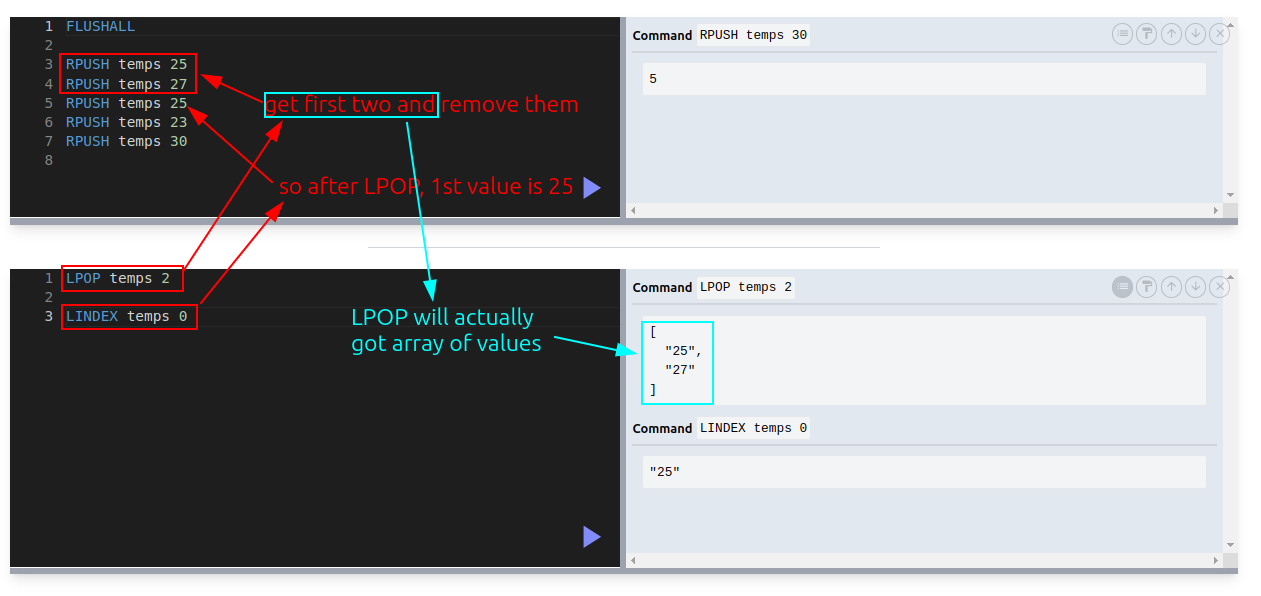 1 FLUSHALL
2
3 RPUSH temps 25
4 RPUSH temps 27
5 RPUSH temps 25
6 RPUSH temps 23
7 RPUSH temps 30
8
get first two and remove them
so after LPOP, 1st value is 25
Command RPUSH temps 30
5
1 LPOP temps 2
2
3 LINDEX temps 0
LPOP will actually
got array of values
Command LPOP temps 2
[
"25",
"27"
]
Command LINDEX temps 0
"25"